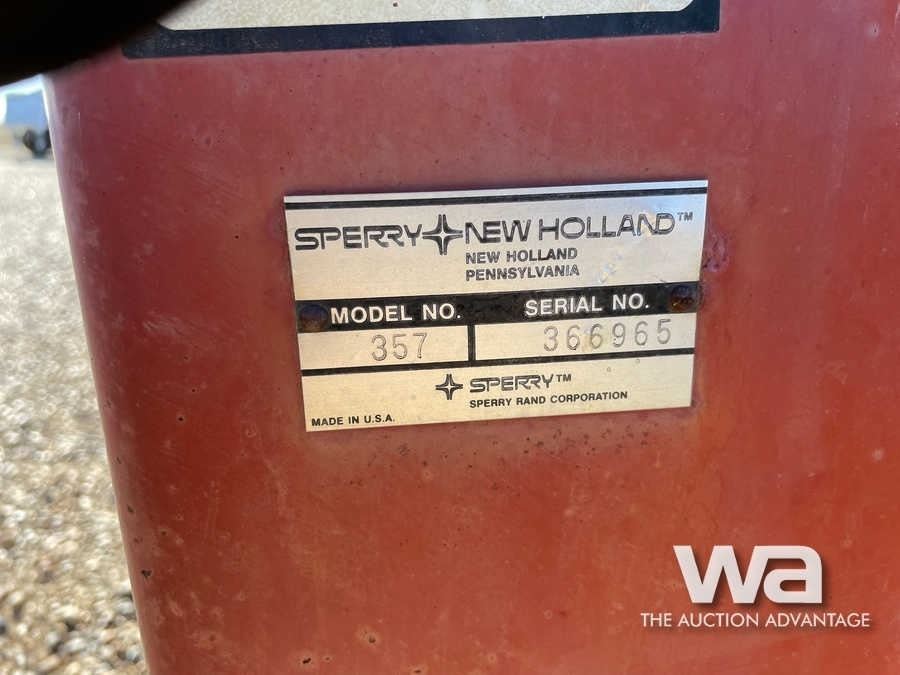 SPERRY NEW HOLLAND™
NEW HOLLAND
PENNSYLVANIA
MODEL NO. SERIAL NO.
357 366965
SPERRY™
SPERRY RAND CORPORATION
MADE IN U.S.A.
wa
THE AUCTION ADVANTAGE